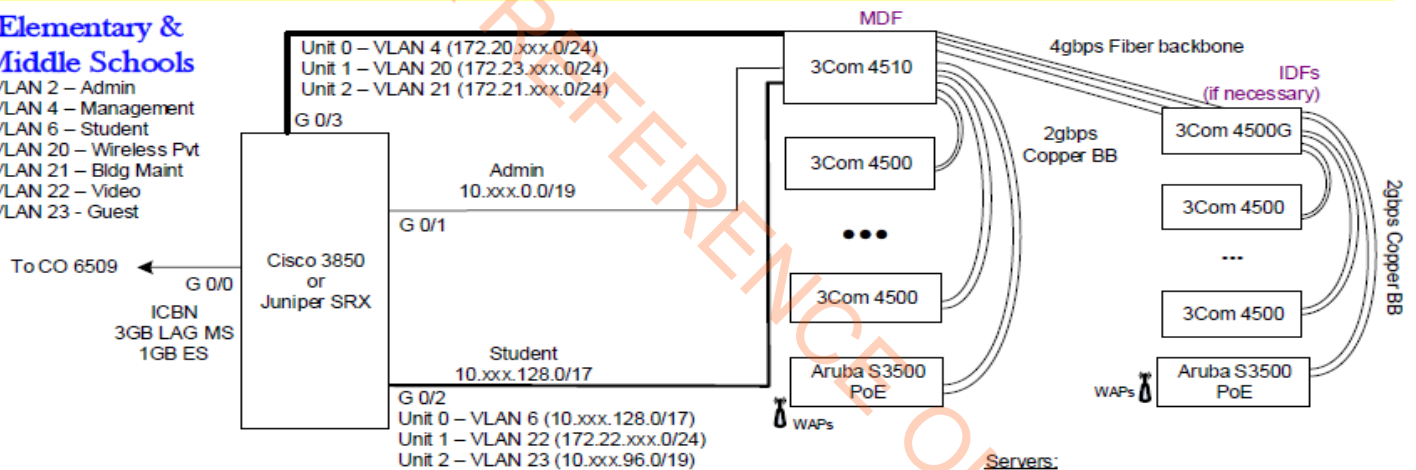 Elementary &
Middle Schools
VLAN 2 – Admin
VLAN 4 – Management
VLAN 6 – Student
VLAN 20 – Wireless Pvt
VLAN 21 – Bldg Maint
VLAN 22 – Video
VLAN 23 - Guest
To CO 6509
G 0/0
ICBN
3GB LAG MS
1GB ES
Cisco 3850
or
Juniper SRX
Unit 0 – VLAN 4 (172.20.xxx.0/24)
Unit 1 – VLAN 20 (172.23.xxx.0/24)
Unit 2 – VLAN 21 (172.21.xxx.0/24)
G 0/3
Admin
10.xxx.0.0/19
G 0/1
Student
10.xxx.128.0/17
G 0/2
Unit 0 – VLAN 6 (10.xxx.128.0/17)
Unit 1 – VLAN 22 (172.22.xxx.0/24)
Unit 2 – VLAN 23 (10.xxx.96.0/19)
MDF
3Com 4510
3Com 4500
3Com 4500
Aruba S3500
PoE
WAPs
4gbps Fiber backbone
2gbps
Copper BB
IDFs
(if necessary)
3Com 4500G
3Com 4500
...
3Com 4500
Aruba S3500
PoE
WAPs
2gbps Copper BB
Servers:
REFERENCE O